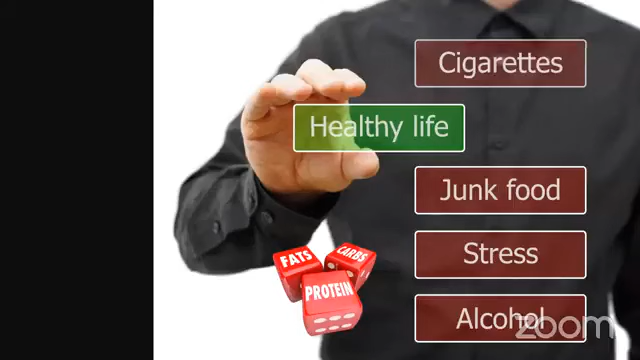 Cigarettes
Healthy life
Junk food
Stress
FATS
CARBS
PROTEIN
Alcohol
zoom